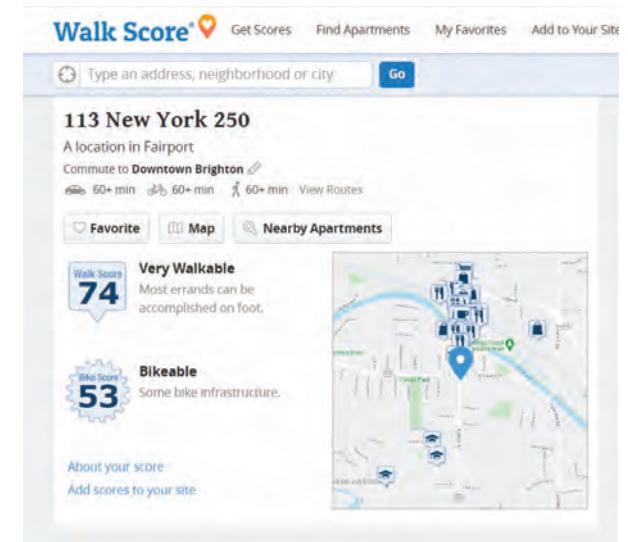 Walk Score®
Get Scores Find Apartments My Favorites Add to Your Site
Type an address, neighborhood or city Go
113 New York 250
A location in Fairport
Commute to Downtown Brighton
60+ min 60+ min 60+ min View Routes
Favorite Map Nearby Apartments
Walk Score
74
Very Walkable
Most errands can be
accomplished on foot.
Bike Score
53
Bikeable
Some bike infrastructure.
About your score
Add scores to your site